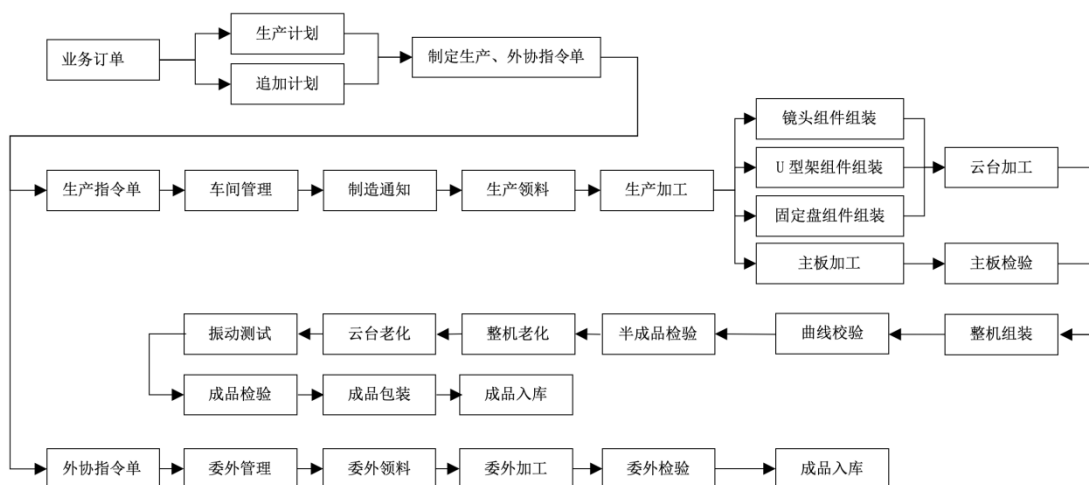 业务订单
生产计划
追加计划
制定生产、外协指令单
生产指令单
车间管理
制造通知
生产领料
生产加工
镜头组件组装
U 型架组件组装
固定盘组件组装
主板加工
云台加工
主板检验
振动测试
云台老化
整机老化
半成品检验
曲线校验
整机组装
成品检验
成品包装
成品入库
外协指令单
委外管理
委外领料
委外加工
委外检验
成品入库